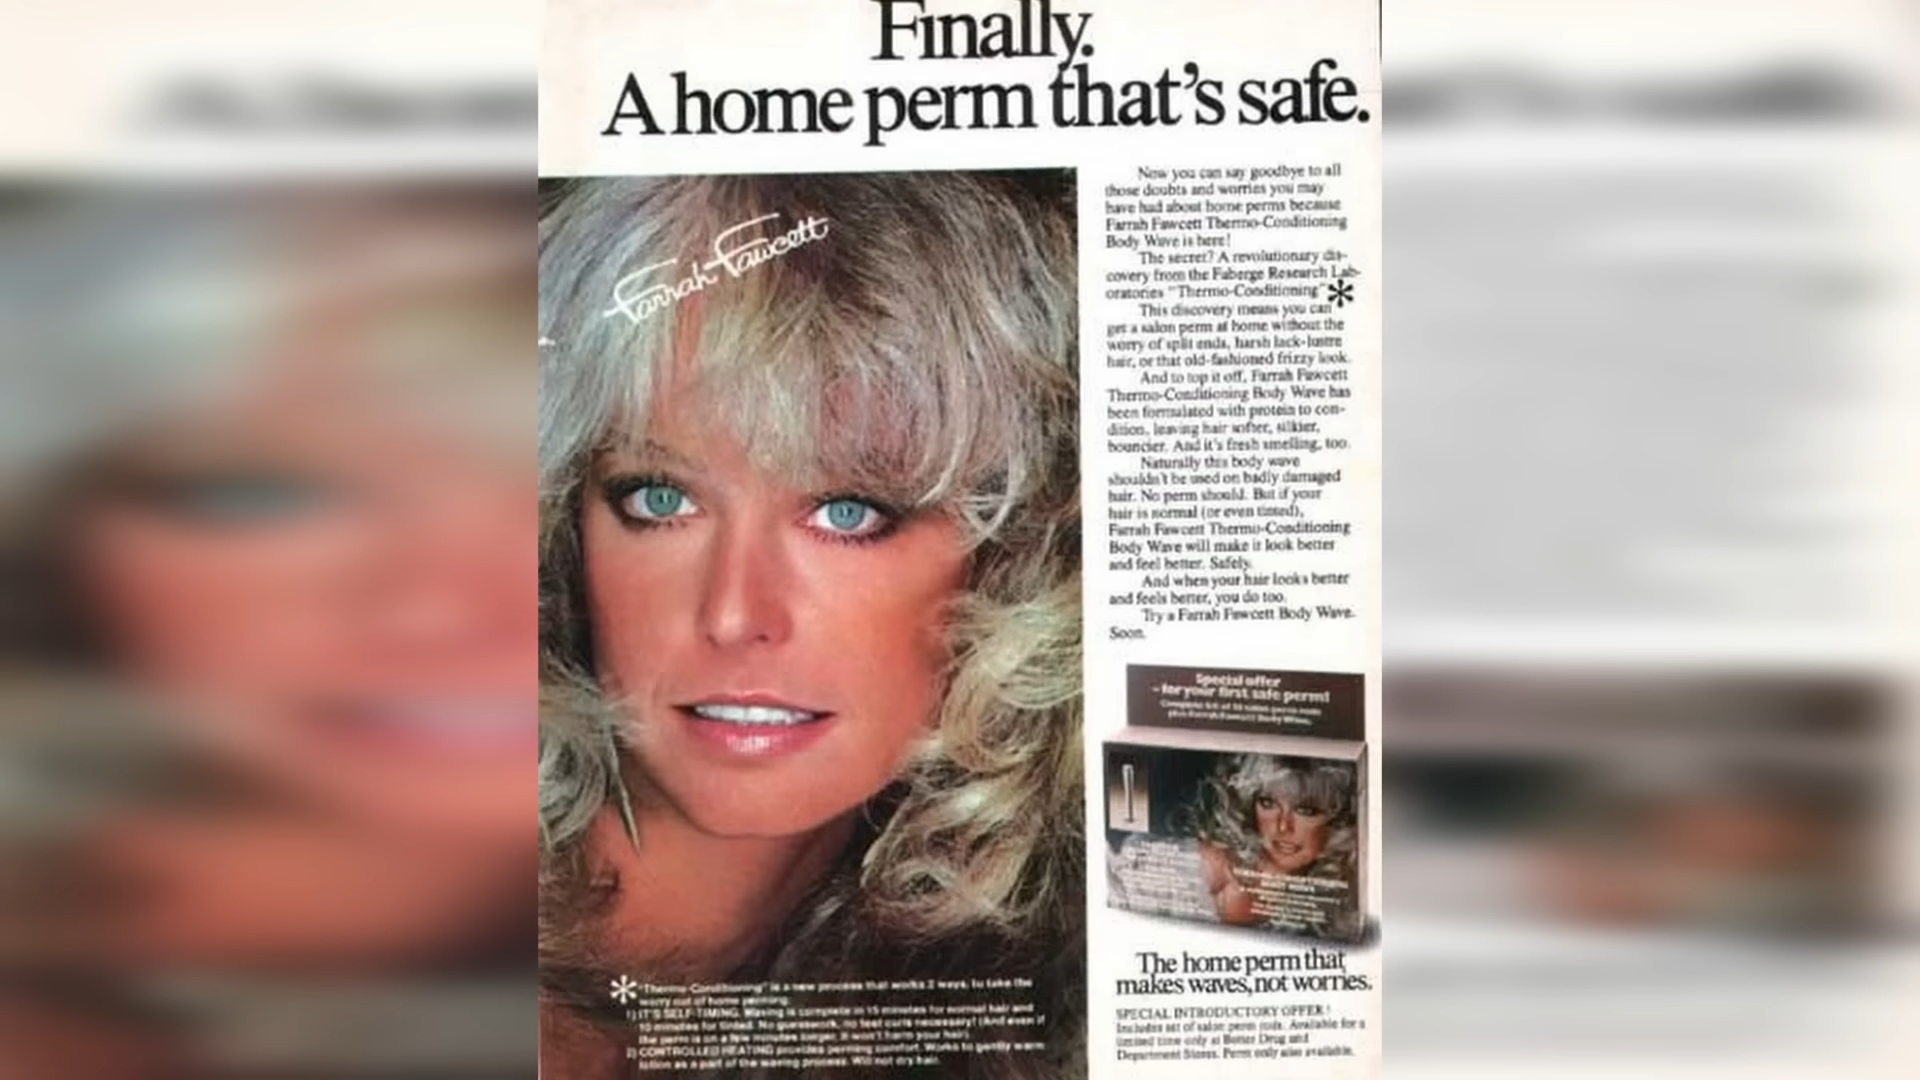 Finally.
A home perm that's safe.
Farrah Fawcett
Now you can say goodbye to all
those doubts and worries you may
have had about home perms because
Farrah Fawcett Thermo-Conditioning
Body Wave is here!
The secret? A revolutionary dis-
covery from the Faberge Research Lab-
oratories "Thermo-Conditioning"*
This discovery means you can
get a salon perm at home without the
worry of split ends, harsh lack-lustre
hair, or that old-fashioned frizzy look.
And to top it off, Farrah Fawcett
Thermo-Conditioning Body Wave has
been formulated with protein to con-
dition, leaving hair softer, silkier,
bouncier. And it's fresh smelling, too.
Naturally this body wave
shouldn't be used on badly damaged
hair. No perm should. But if your
hair is normal (or even tinted),
Farrah Fawcett Thermo-Conditioning
Body Wave will make it look better
and feel better. Safely.
And when your hair looks better
and feels better, you do too.
Try a Farrah Fawcett Body Wave.
Soon.
Special offer
- for your first safe perm!
The home perm that
makes waves, not worries.
SPECIAL INTRODUCTORY OFFER!
Includes set of salon perm rods. Available for a
limited time only at Better Drug and
Department Stores. Perm only also available.
* "Thermo-Conditioning" is a new process that works 2 ways, to take the
worry out of home perming.
1) IT'S SELF-TIMING. Waving is complete in 15 minutes for normal hair and
10 minutes for tinted. No guesswork, no test curls necessary! (And even if
the perm is on a few minutes longer, it won't harm your hair).
2) CONTROLLED HEATING provides perming comfort. Works to gently warm
lotion as a part of the waving process. Will not dry hair.